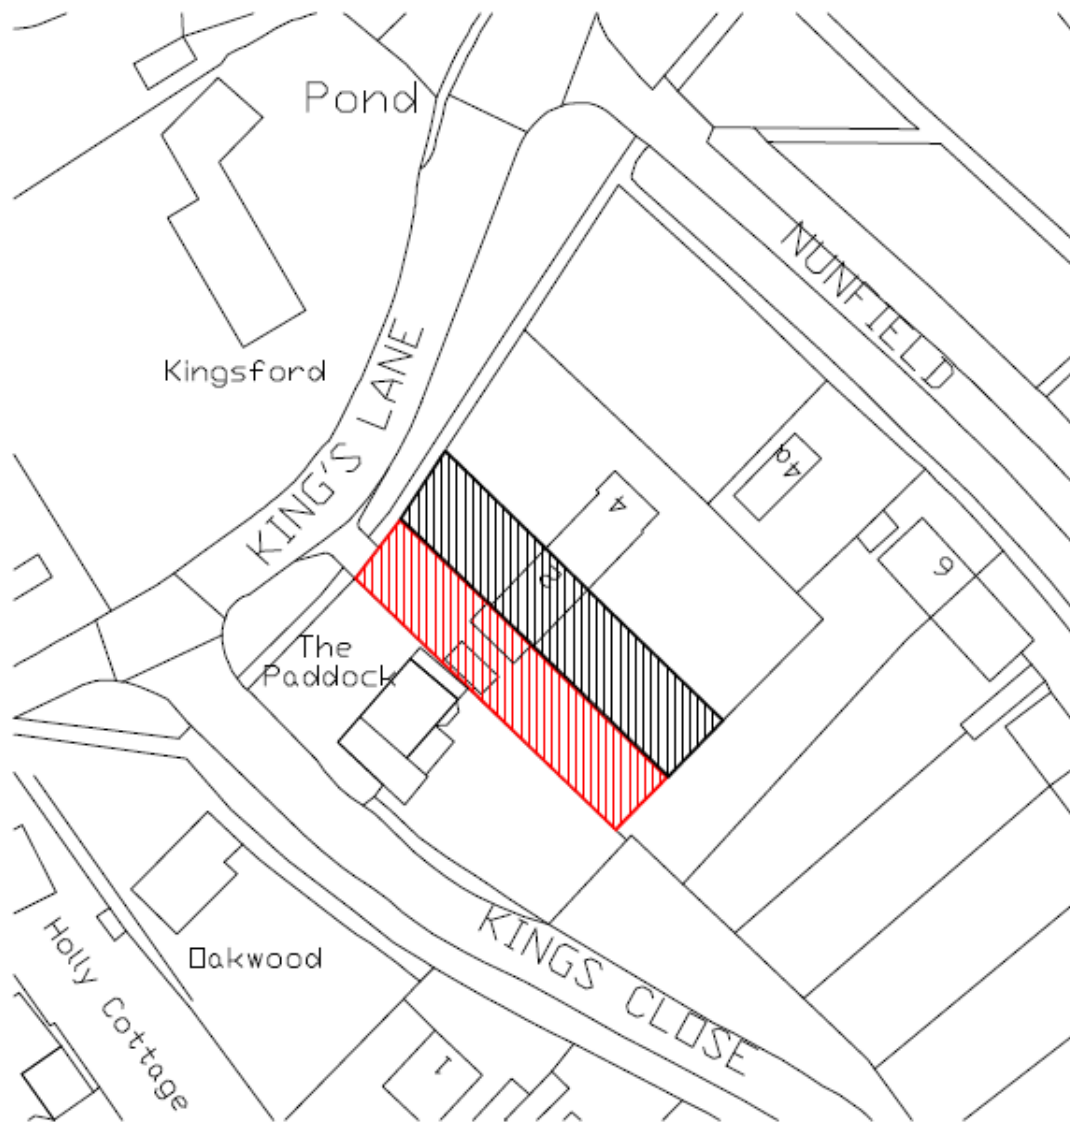 Pond
NUNFIELD
Kingsford
KING'S LANE
4a
4
2
6
The
Paddock
KINGS CLOSE
Oakwood
Holly Cottage
1